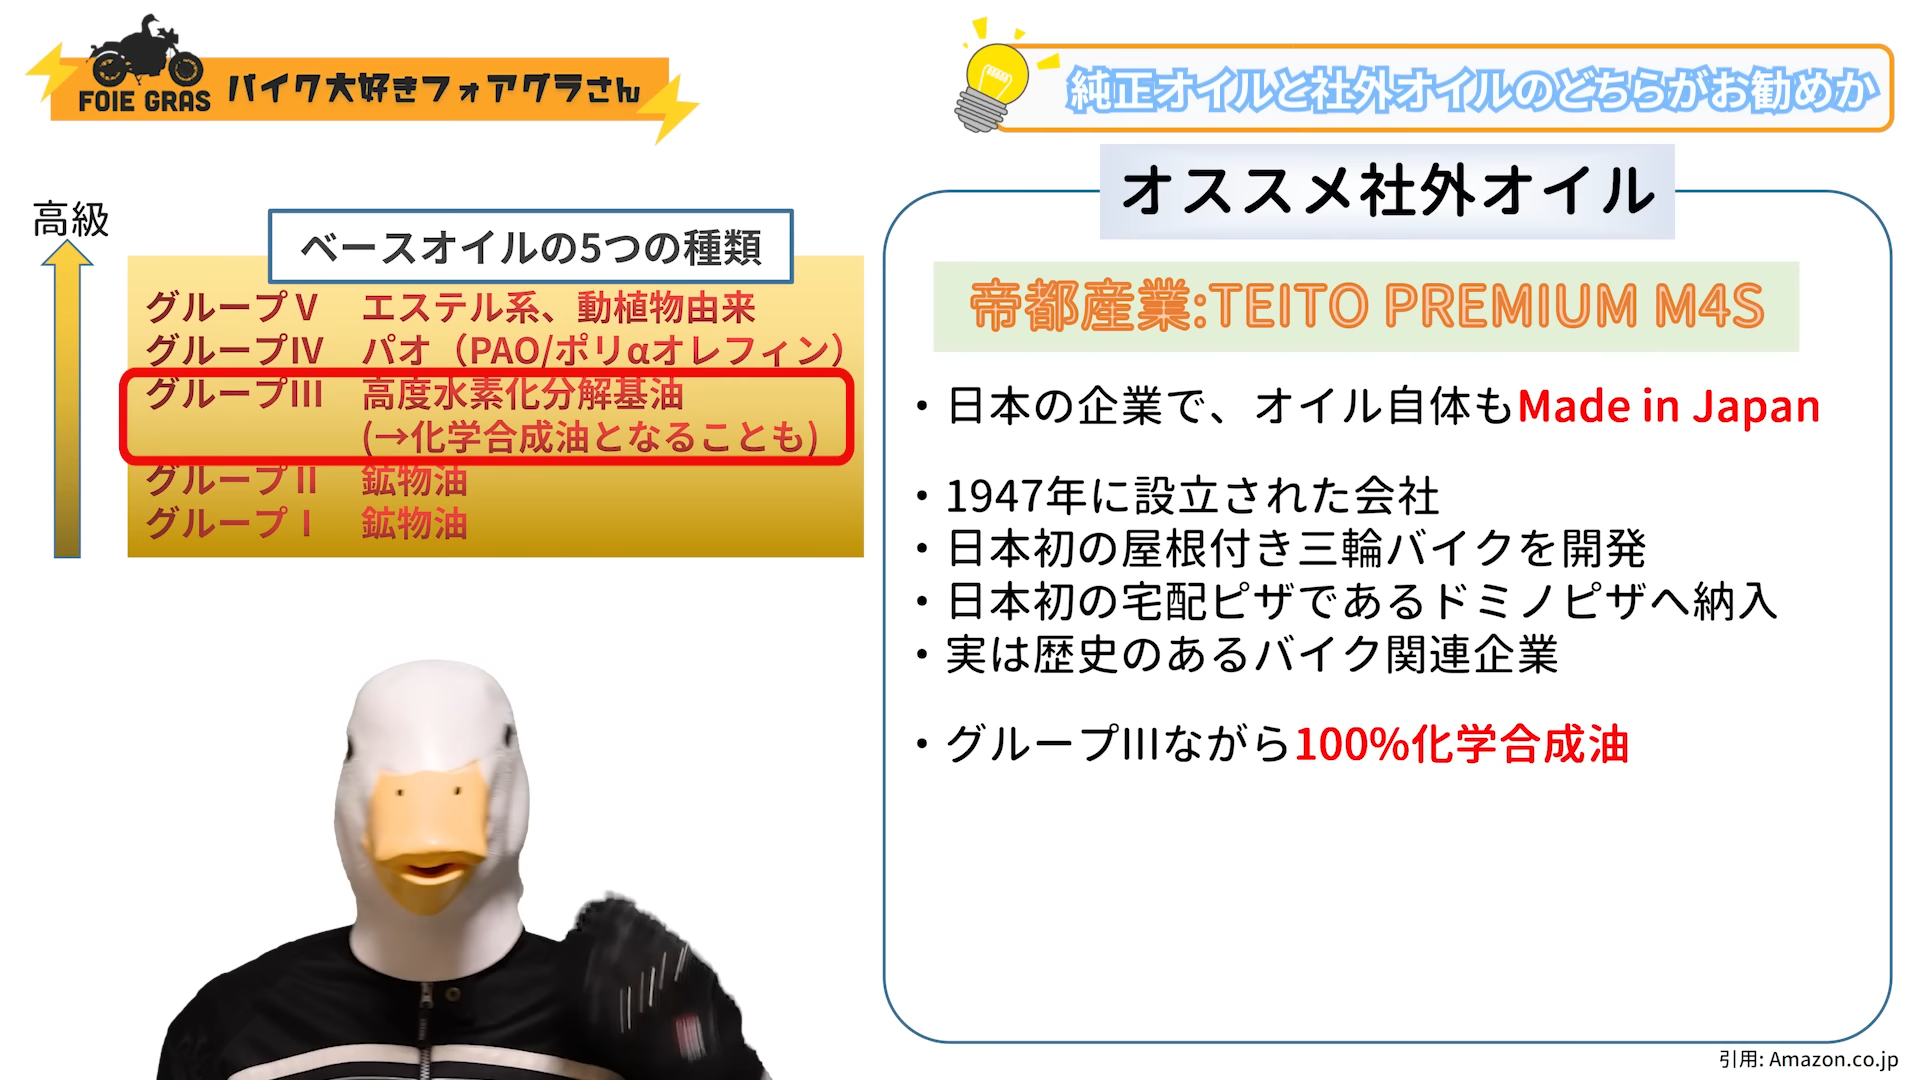 FOIE GRAS
バイク大好きフォアグラさん
純正オイルと社外オイルのどちらがお勧めか
高級
ベースオイルの5つの種類
グループⅤ エステル系、動植物由来
グループⅣ パオ（PAO/ポリαオレフィン）
グループⅢ 高度水素化分解基油
(→化学合成油となることも)
グループⅡ 鉱物油
グループⅠ 鉱物油
オススメ社外オイル
帝都産業:TEITO PREMIUM M4S
・日本の企業で、オイル自体もMade in Japan
・1947年に設立された会社
・日本初の屋根付き三輪バイクを開発
・日本初の宅配ピザであるドミノピザへ納入
・実は歴史のあるバイク関連企業
・グループⅢながら100%化学合成油
引用: Amazon.co.jp